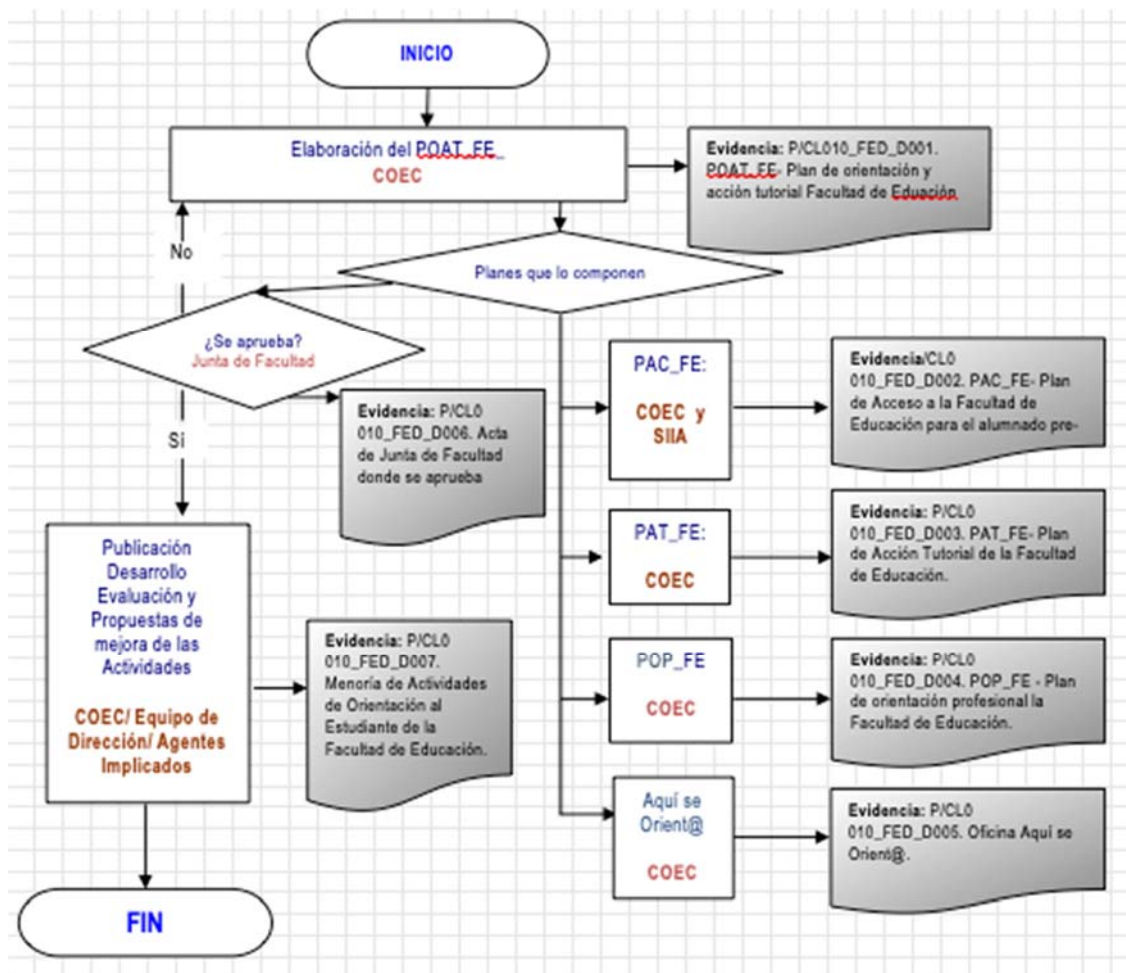 INICIO
Elaboración del POAT_FE_
COEC
Evidencia: P/CL010_FED_D001.
POAT_FE- Plan de orientación y
acción tutorial Facultad de Eduación
No
Planes que lo componen
¿Se aprueba?
Junta de Facultad
Si
Evidencia: P/CL0
010_FED_D006. Acta
de Junta de Facultad
donde se aprueba
PAC_FE:
COEC y
SIIA
Evidencia/CL0
010_FED_D002. PAC_FE- Plan
de Acceso a la Facultad de
Educación para el alumnado pre-
PAT_FE:
COEC
Evidencia: P/CL0
010_FED_D003. PAT_FE- Plan
de Acción Tutorial de la Facultad
de Educación.
Publicación
Desarrollo
Evaluación y
Propuestas de
mejora de las
Actividades
COEC/ Equipo de
Dirección/ Agentes
Implicados
Evidencia: P/CL0
010_FED_D007.
Menoría de Actividades
de Orientación al
Estudiante de la
Facultad de Educación.
POP_FE
COEC
Evidencia: P/CL0
010_FED_D004. POP_FE - Plan
de orientación profesional la
Facultad de Educación.
Aquí se
Orient@
COEC
Evidencia: P/CL0
010_FED_D005. Oficina Aquí se
Orient@.
FIN